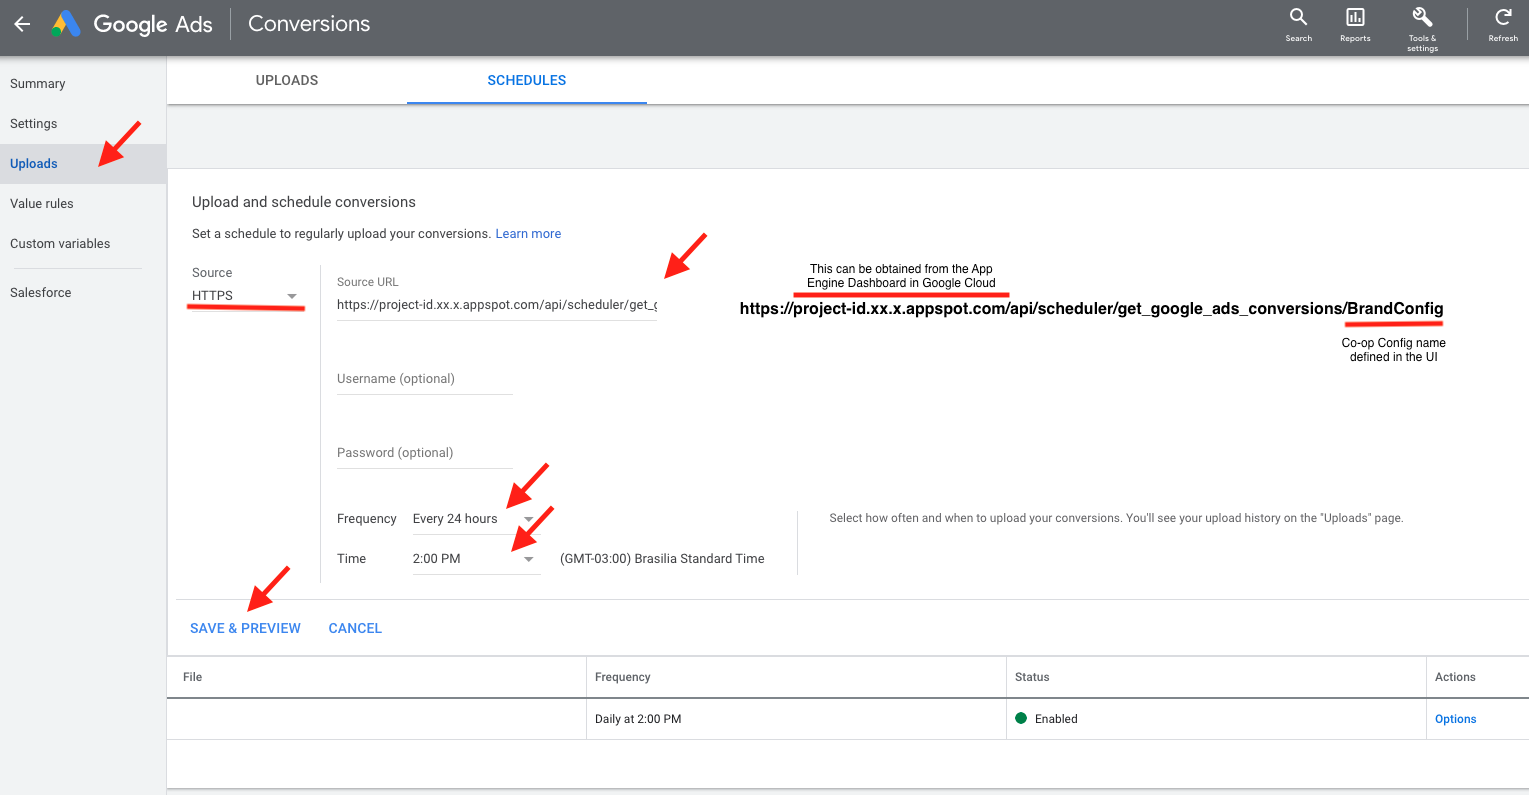 Google Ads
Conversions
Search
Reports
Tools &
settings
Refresh
Summary
Settings
Uploads
Value rules
Custom variables
Salesforce
UPLOADS
SCHEDULES
Upload and schedule conversions
Set a schedule to regularly upload your conversions. Learn more
Source
HTTPS
Source URL
https://project-id.xx.x.appspot.com/api/scheduler/get_g
This can be obtained from the App
Engine Dashboard in Google Cloud
https://project-id.xx.x.appspot.com/api/scheduler/get_google_ads_conversions/BrandConfig
Co-op Config name
defined in the UI
Username (optional)
Password (optional)
Frequency
Every 24 hours
Select how often and when to upload your conversions. You'll see your upload history on the "Uploads" page.
Time
2:00 PM
(GMT-03:00) Brasilia Standard Time
SAVE & PREVIEW
CANCEL
File
Frequency
Status
Actions
Daily at 2:00 PM
Enabled
Options